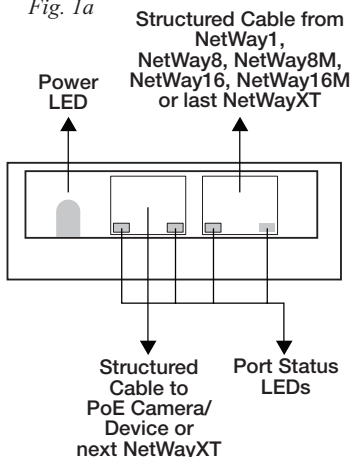 Fig. 1a
Structured Cable from
NetWay1,
NetWay8, NetWay8M,
NetWay16, NetWay16M
or last NetWayXT
Power
LED
Structured
Cable to
PoE Camera/
Device or
next NetWayXT
Port Status
LEDs